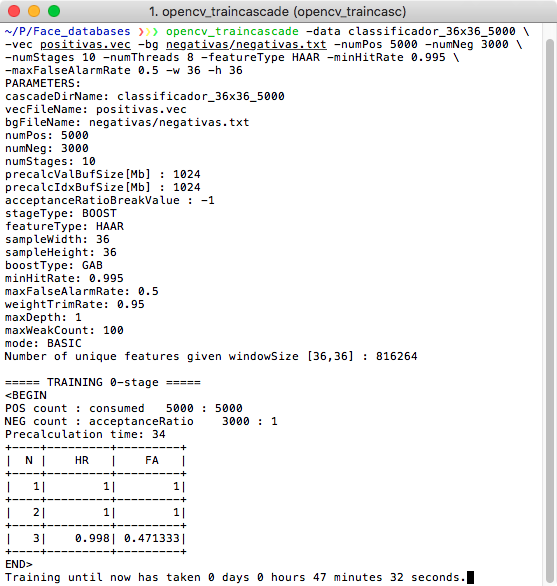 1. opencv_traincascade (opencv_traincasc)
~/P/Face_databases ❯❯❯ opencv_traincascade -data classificador_36x36_5000 \
-vec positivas.vec -bg negativas/negativas.txt -numPos 5000 -numNeg 3000 \
-numStages 10 -numThreads 8 -featureType HAAR -minHitRate 0.995 \
-maxFalseAlarmRate 0.5 -w 36 -h 36
PARAMETERS:
cascadeDirName: classificador_36x36_5000
vecFileName: positivas.vec
bgFileName: negativas/negativas.txt
numPos: 5000
numNeg: 3000
numStages: 10
precalcValBufSize[Mb] : 1024
precalcIdxBufSize[Mb] : 1024
acceptanceRatioBreakValue : -1
stageType: BOOST
featureType: HAAR
sampleWidth: 36
sampleHeight: 36
boostType: GAB
minHitRate: 0.995
maxFalseAlarmRate: 0.5
weightTrimRate: 0.95
maxDepth: 1
maxWeakCount: 100
mode: BASIC
Number of unique features given windowSize [36,36] : 816264

===== TRAINING 0-stage =====
<BEGIN
POS count : consumed   5000 : 5000
NEG count : acceptanceRatio    3000 : 1
Precalculation time: 34
+----+---------+---------+
|  N |    HR   |    FA   |
+----+---------+---------+
|   1|        1|        1|
+----+---------+---------+
|   2|        1|        1|
+----+---------+---------+
|   3|    0.998| 0.471333|
+----+---------+---------+
END>
Training until now has taken 0 days 0 hours 47 minutes 32 seconds.